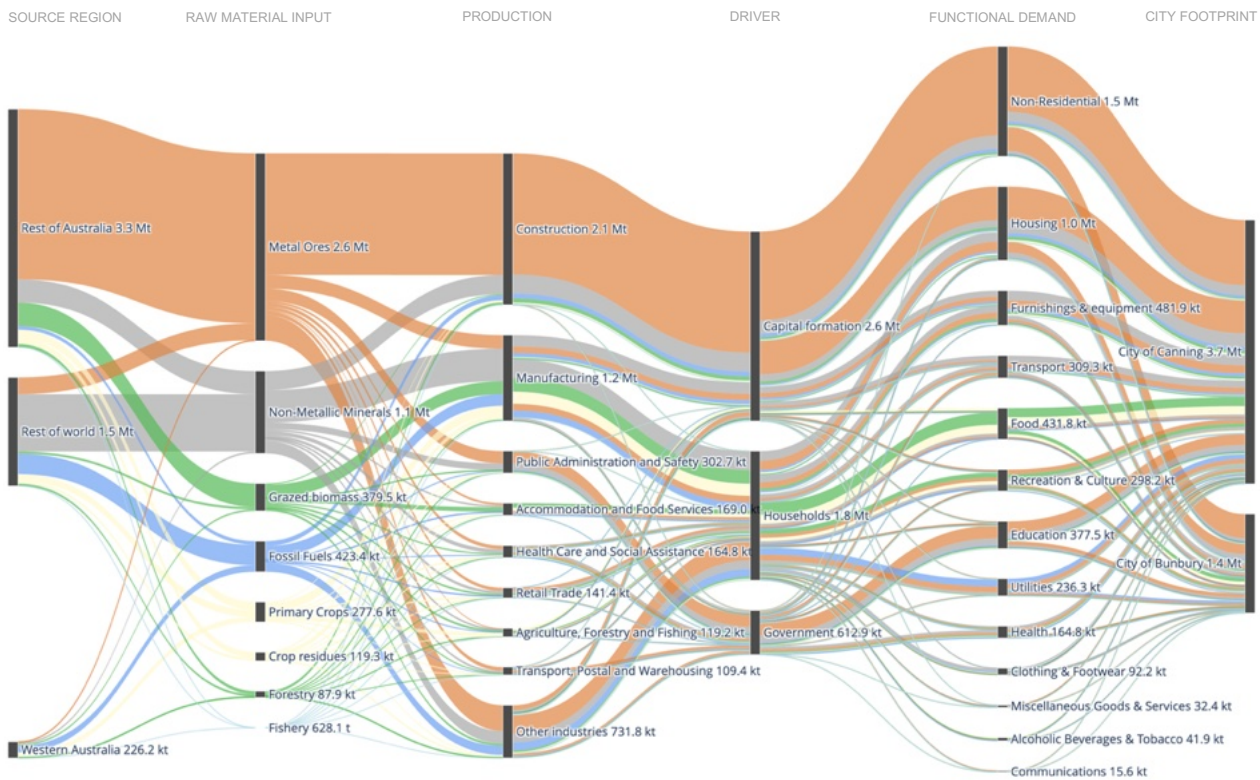 SOURCE REGION
RAW MATERIAL INPUT
PRODUCTION
DRIVER
FUNCTIONAL DEMAND
CITY FOOTPRINT
Rest of Australia 3.3 Mt
Rest of world 1.5 Mt
Western Australia 226.2 kt
Metal Ores 2.6 Mt
Non-Metallic Minerals 1.1 Mt
Grazed biomass 379.5 kt
Fossil Fuels 423.4 kt
Primary Crops 277.6 kt
Crop residues 119.3 kt
Forestry 87.9 kt
Fishery 628.1 t
Construction 2.1 Mt
Manufacturing 1.2 Mt
Public Administration and Safety 302.7 kt
Accommodation and Food Services 169.0 k
Health Care and Social Assistance 164.8 kt
Retail Trade 141.4 kt
Agriculture, Forestry and Fishing 119.2 kt
Transport, Postal and Warehousing 109.4 kt
Other industries 731.8 kt
Capital formation 2.6 Mt
Households 1.8 Mt
Government 612.9 kt
Non-Residential 1.5 Mt
Housing 1.0 Mt
Furnishings & equipment 481.9 kt
Transport 309.3 kt
Food 431.8 kt
Recreation & Culture 298.2 kt
Education 377.5 kt
Utilities 236.3 kt
Health 164.8 kt
Clothing & Footwear 92.2 kt
Miscellaneous Goods & Services 32.4 kt
Alcoholic Beverages & Tobacco 41.9 kt
Communications 15.6 kt
City of Canning 3.7 Mt
City of Bunbury 1.4 Mt